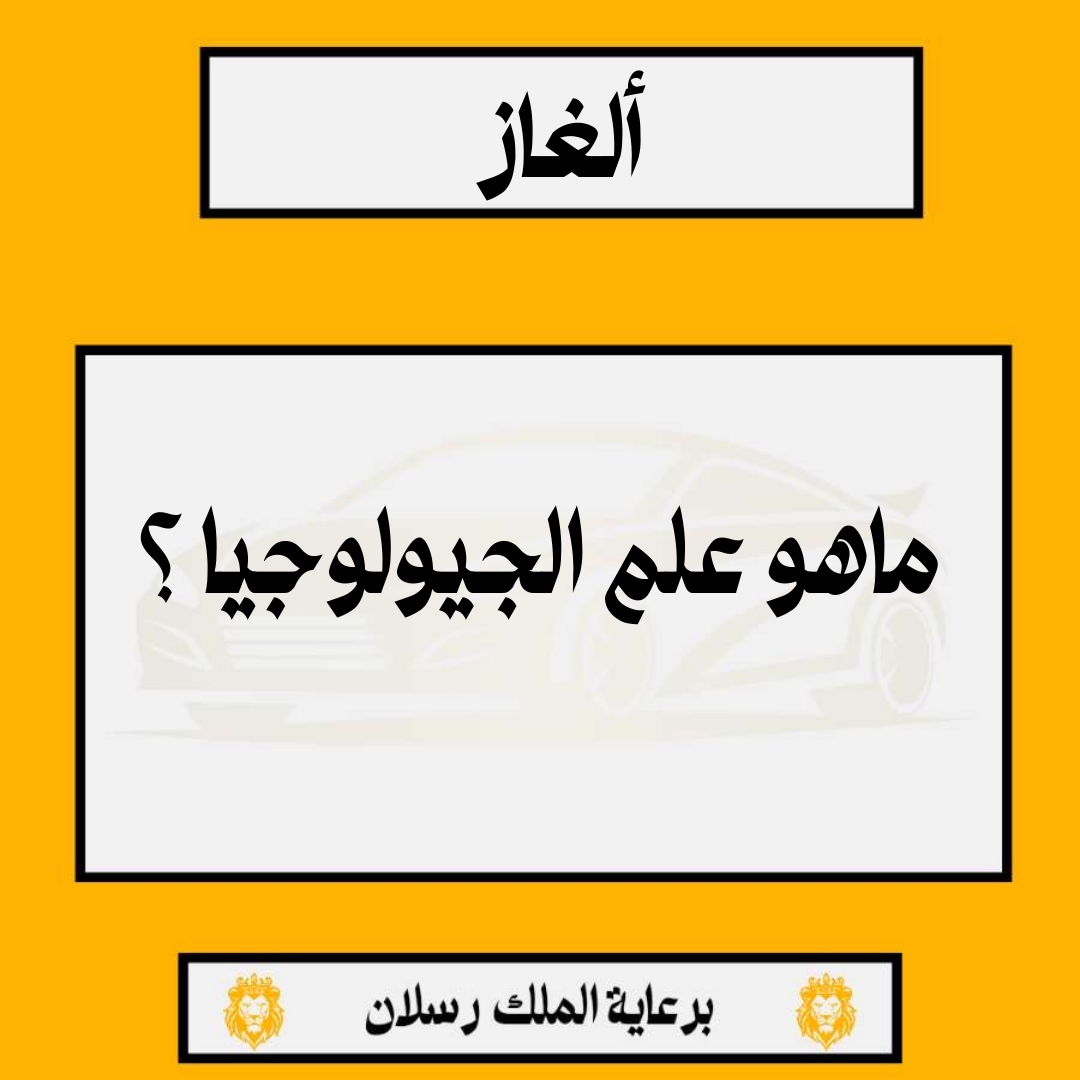 ألغاز
ماهو علم الجيولوجيا ؟
برعاية الملك رسلان